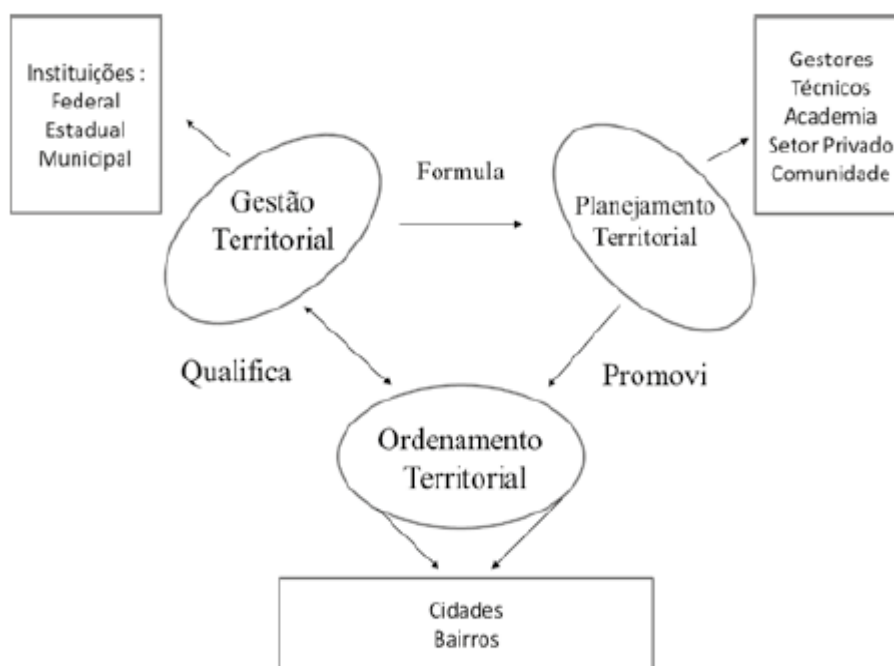 Instituições :
Federal
Estadual
Municipal
Gestores
Técnicos
Academia
Setor Privado
Comunidade
Formula
Gestão
Territorial
Planejamento
Territorial
Qualifica
Promovi
Ordenamento
Territorial
Cidades
Bairros